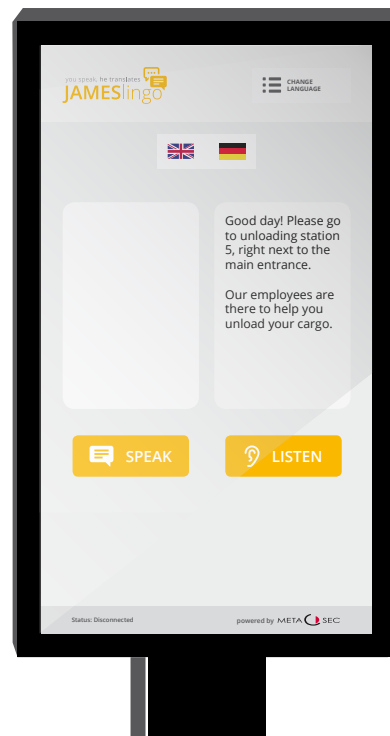 you speak, he translates
JAMESlingo
CHANGE
LANGUAGE
Good day! Please go
to unloading station
5, right next to the
main entrance.
Our employees are
there to help you
unload your cargo.
SPEAK
LISTEN
Status: Disconnected
powered by META SEC